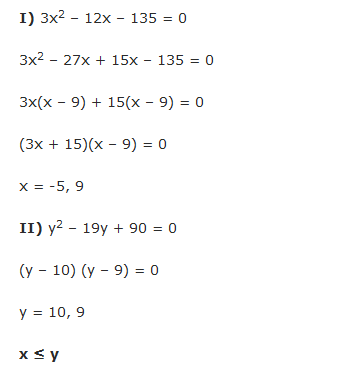 I) 3x² – 12x – 135 = 0
3x² – 27x + 15x – 135 = 0
3x(x – 9) + 15(x – 9) = 0
(3x + 15)(x – 9) = 0
x = -5, 9
II) y² – 19y + 90 = 0
(y – 10) (y – 9) = 0
y = 10, 9
x ≤ y